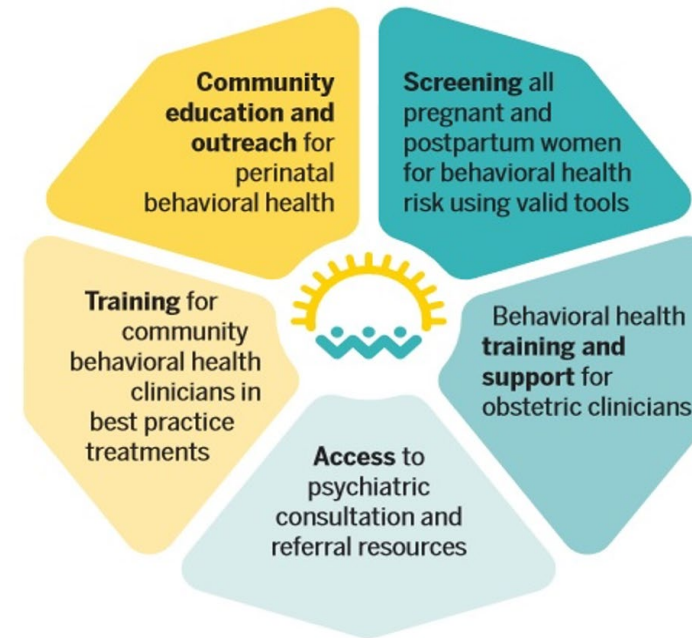 Community
education and
outreach for
perinatal
behavioral health
Screening all
pregnant and
postpartum women
for behavioral health
risk using valid tools
Training for
community
behavioral health
clinicians in
best practice
treatments
Behavioral health
training and
support for
obstetric clinicians
Access to
psychiatric
consultation and
referral resources